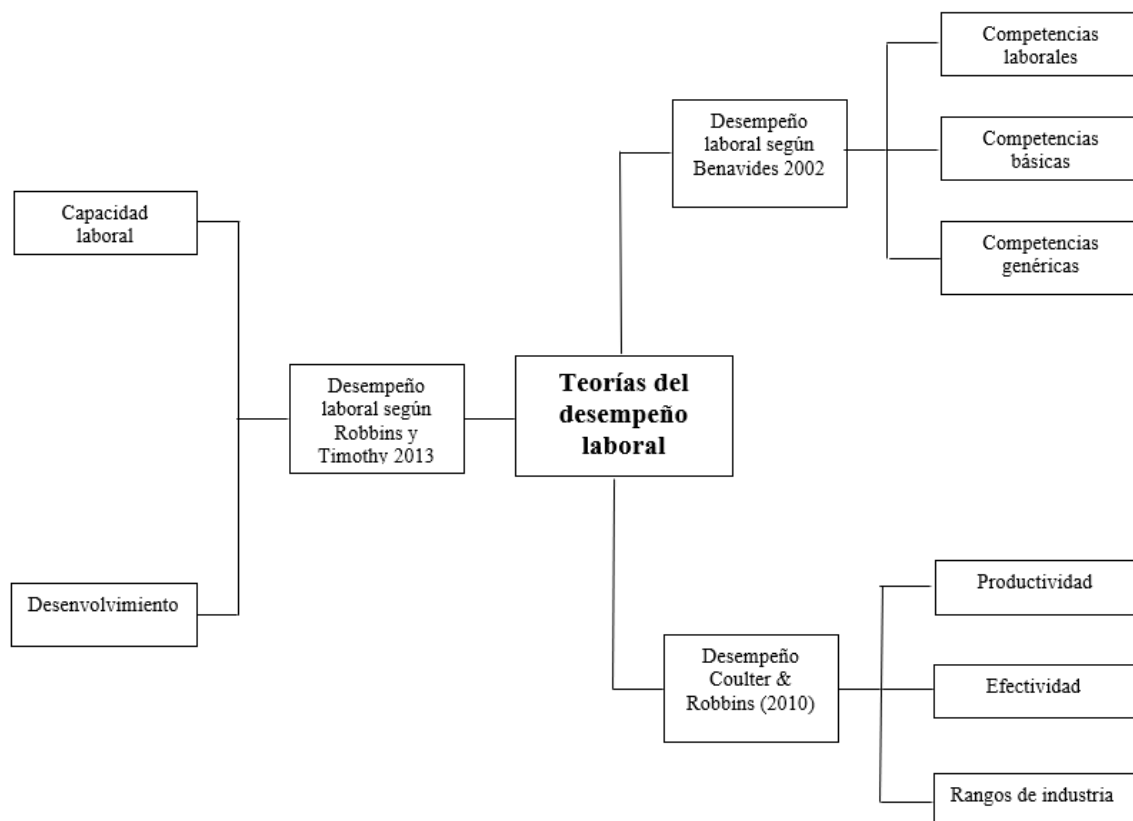 Competencias
laborales
Desempeño
laboral según
Benavides 2002
Competencias
básicas
Competencias
genéricas
Capacidad
laboral
Desempeño
laboral según
Robbins y
Timothy 2013
Teorías del
desempeño
laboral
Desenvolvimiento
Productividad
Desempeño
Coulter &
Robbins (2010)
Efectividad
Rangos de industria